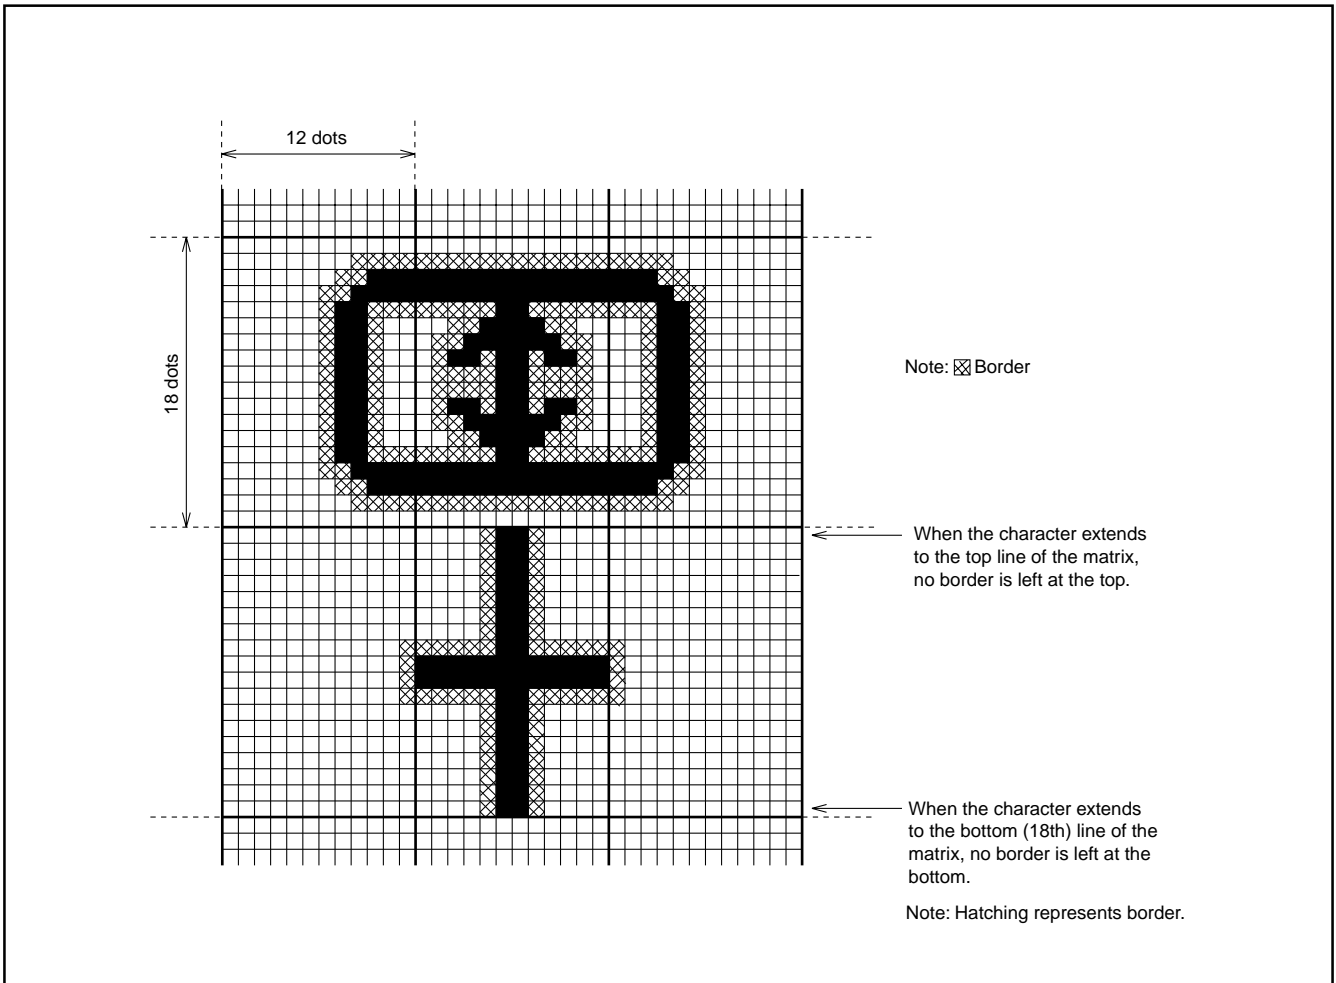 12 dots
18 dots
Note: Border
When the character extends
to the top line of the matrix,
no border is left at the top.
When the character extends
to the bottom (18th) line of the
matrix, no border is left at the
bottom.
Note: Hatching represents border.